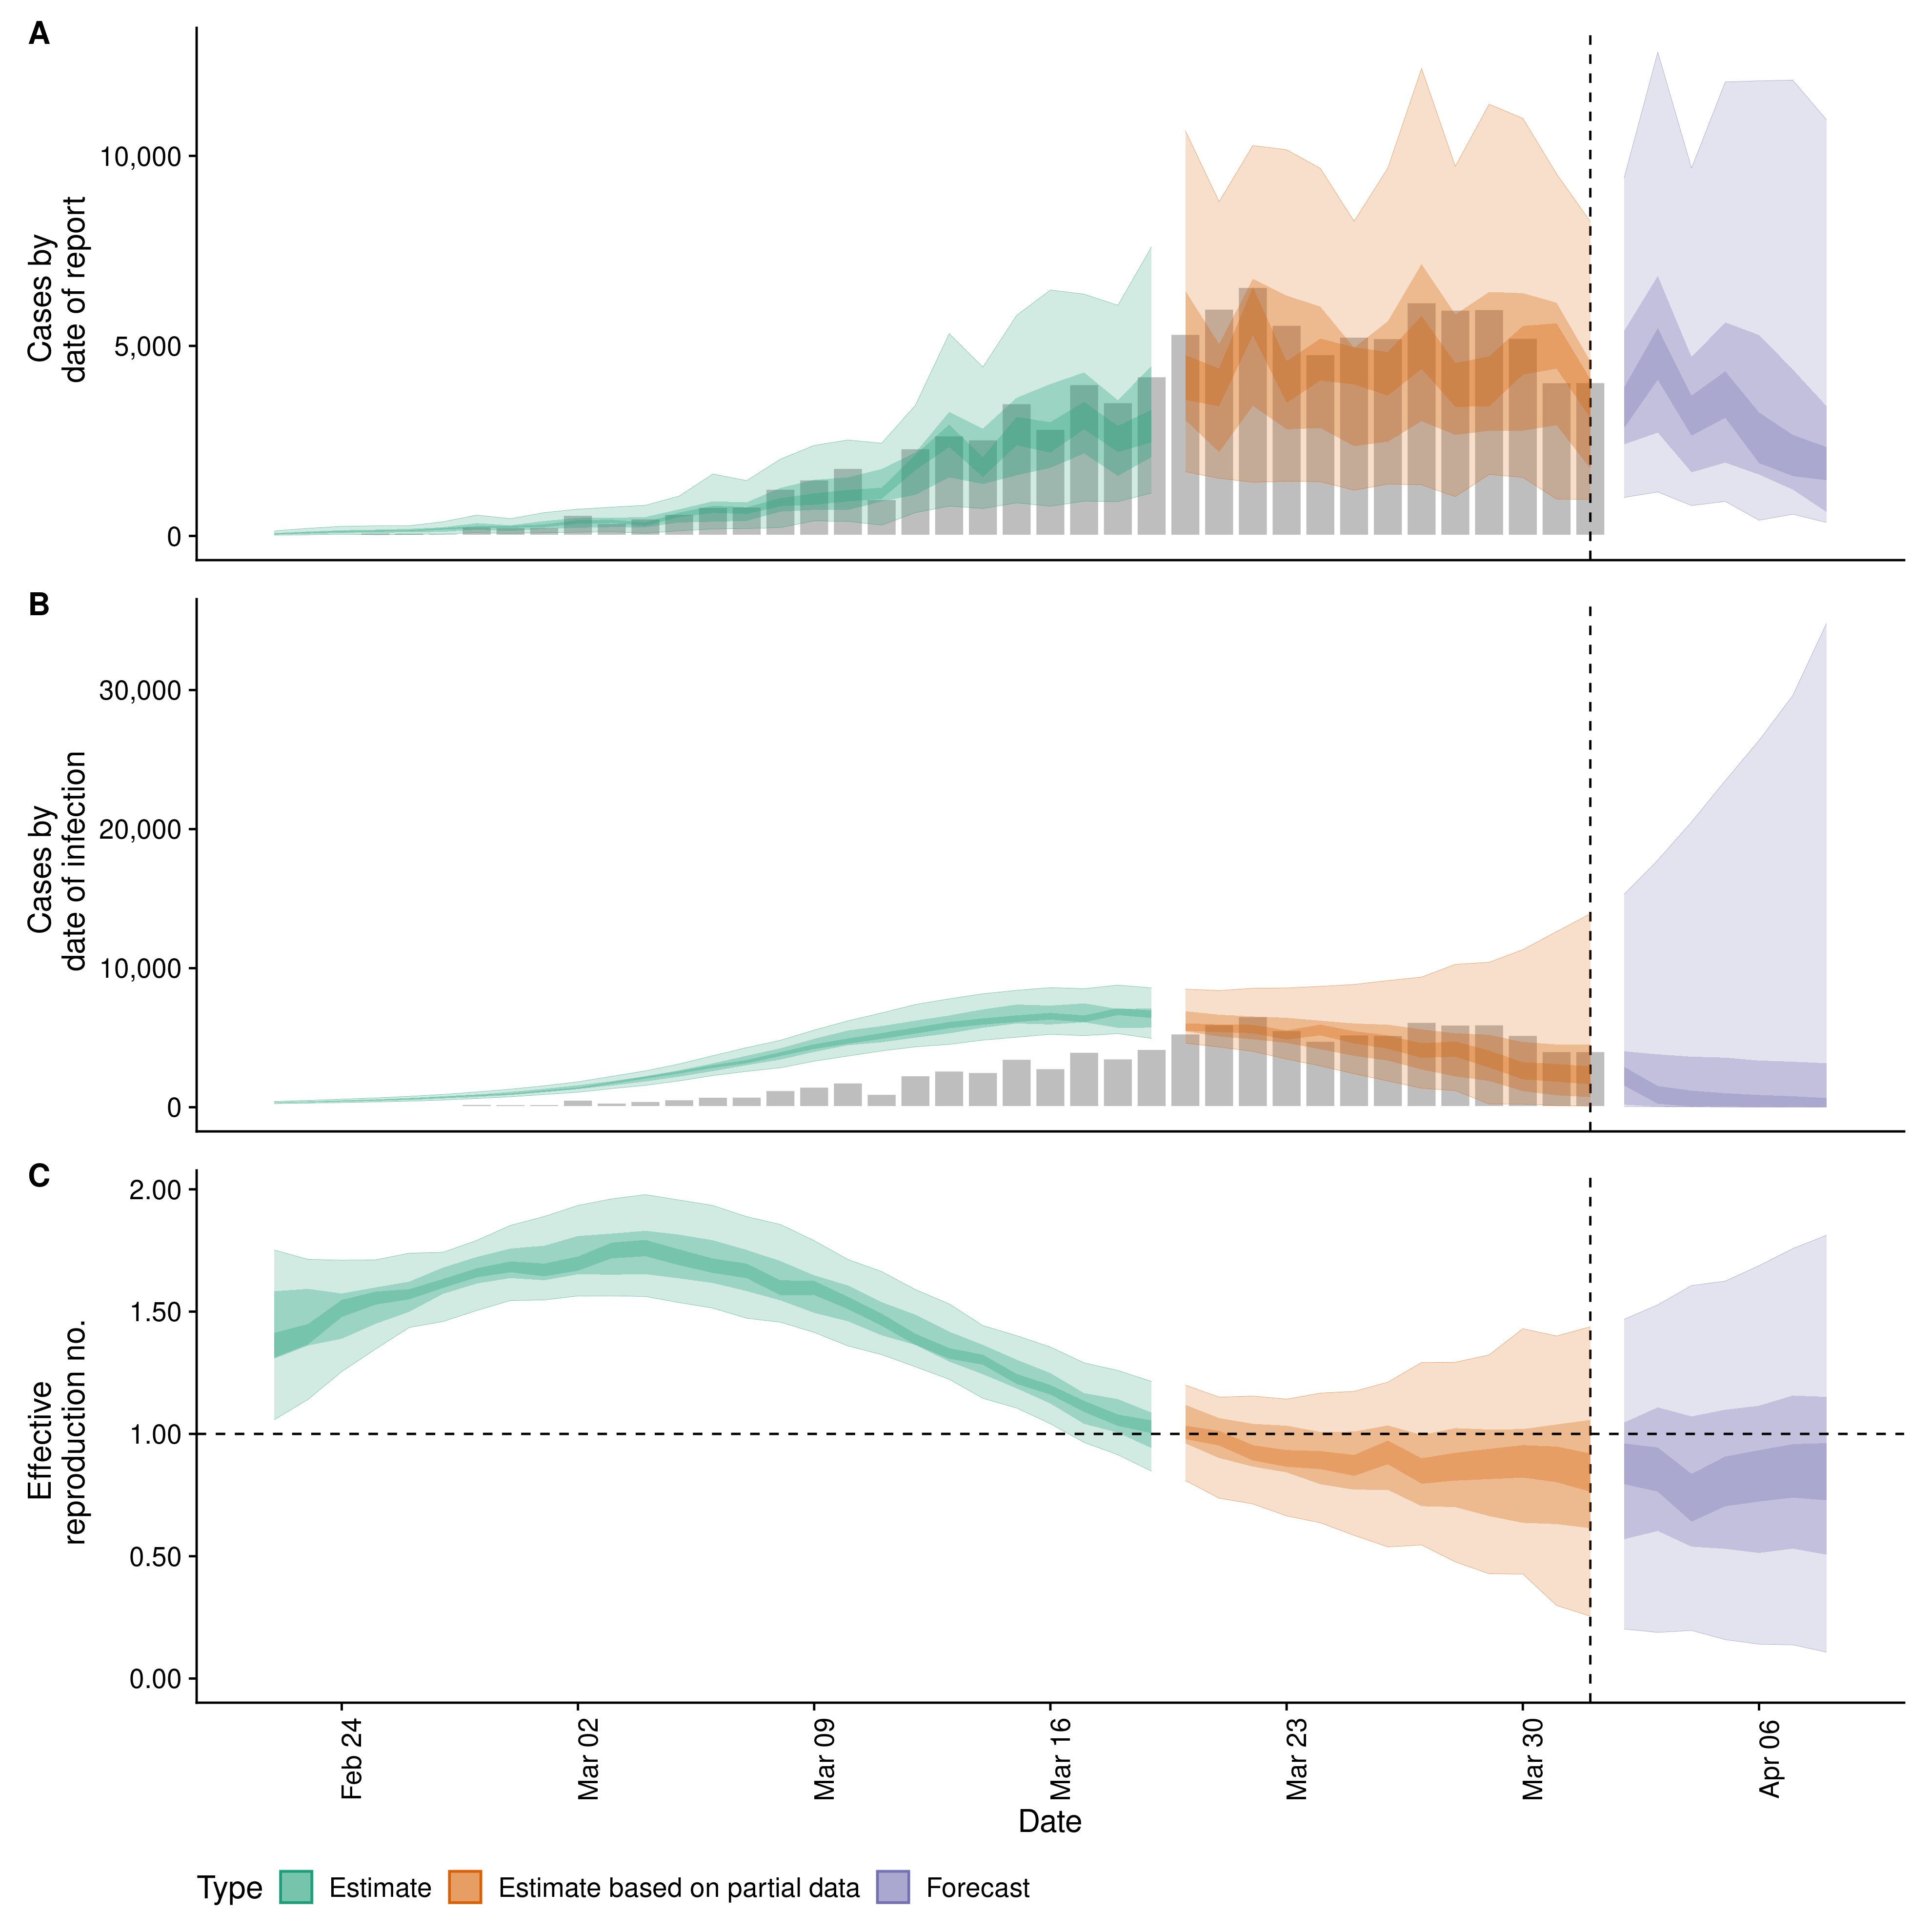 A
Cases by
date of report
10,000
5,000
0
B
Cases by
date of infection
30,000
20,000
10,000
0
C
Effective
reproduction no.
2.00
1.50
1.00
0.50
0.00
Feb 24
Mar 02
Mar 09
Mar 16
Mar 23
Mar 30
Apr 06
Date
Type
Estimate
Estimate based on partial data
Forecast